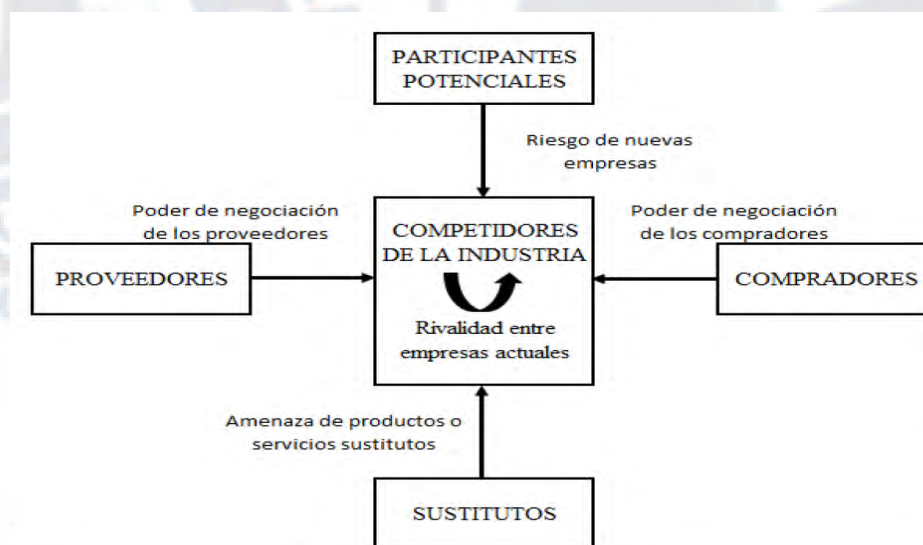 PARTICIPANTES
POTENCIALES
Riesgo de nuevas
empresas
Poder de negociación
de los proveedores
Poder de negociación
de los compradores
PROVEEDORES
COMPETIDORES
DE LA INDUSTRIA
Rivalidad entre
empresas actuales
COMPRADORES
Amenaza de productos o
servicios sustitutos
SUSTITUTOS